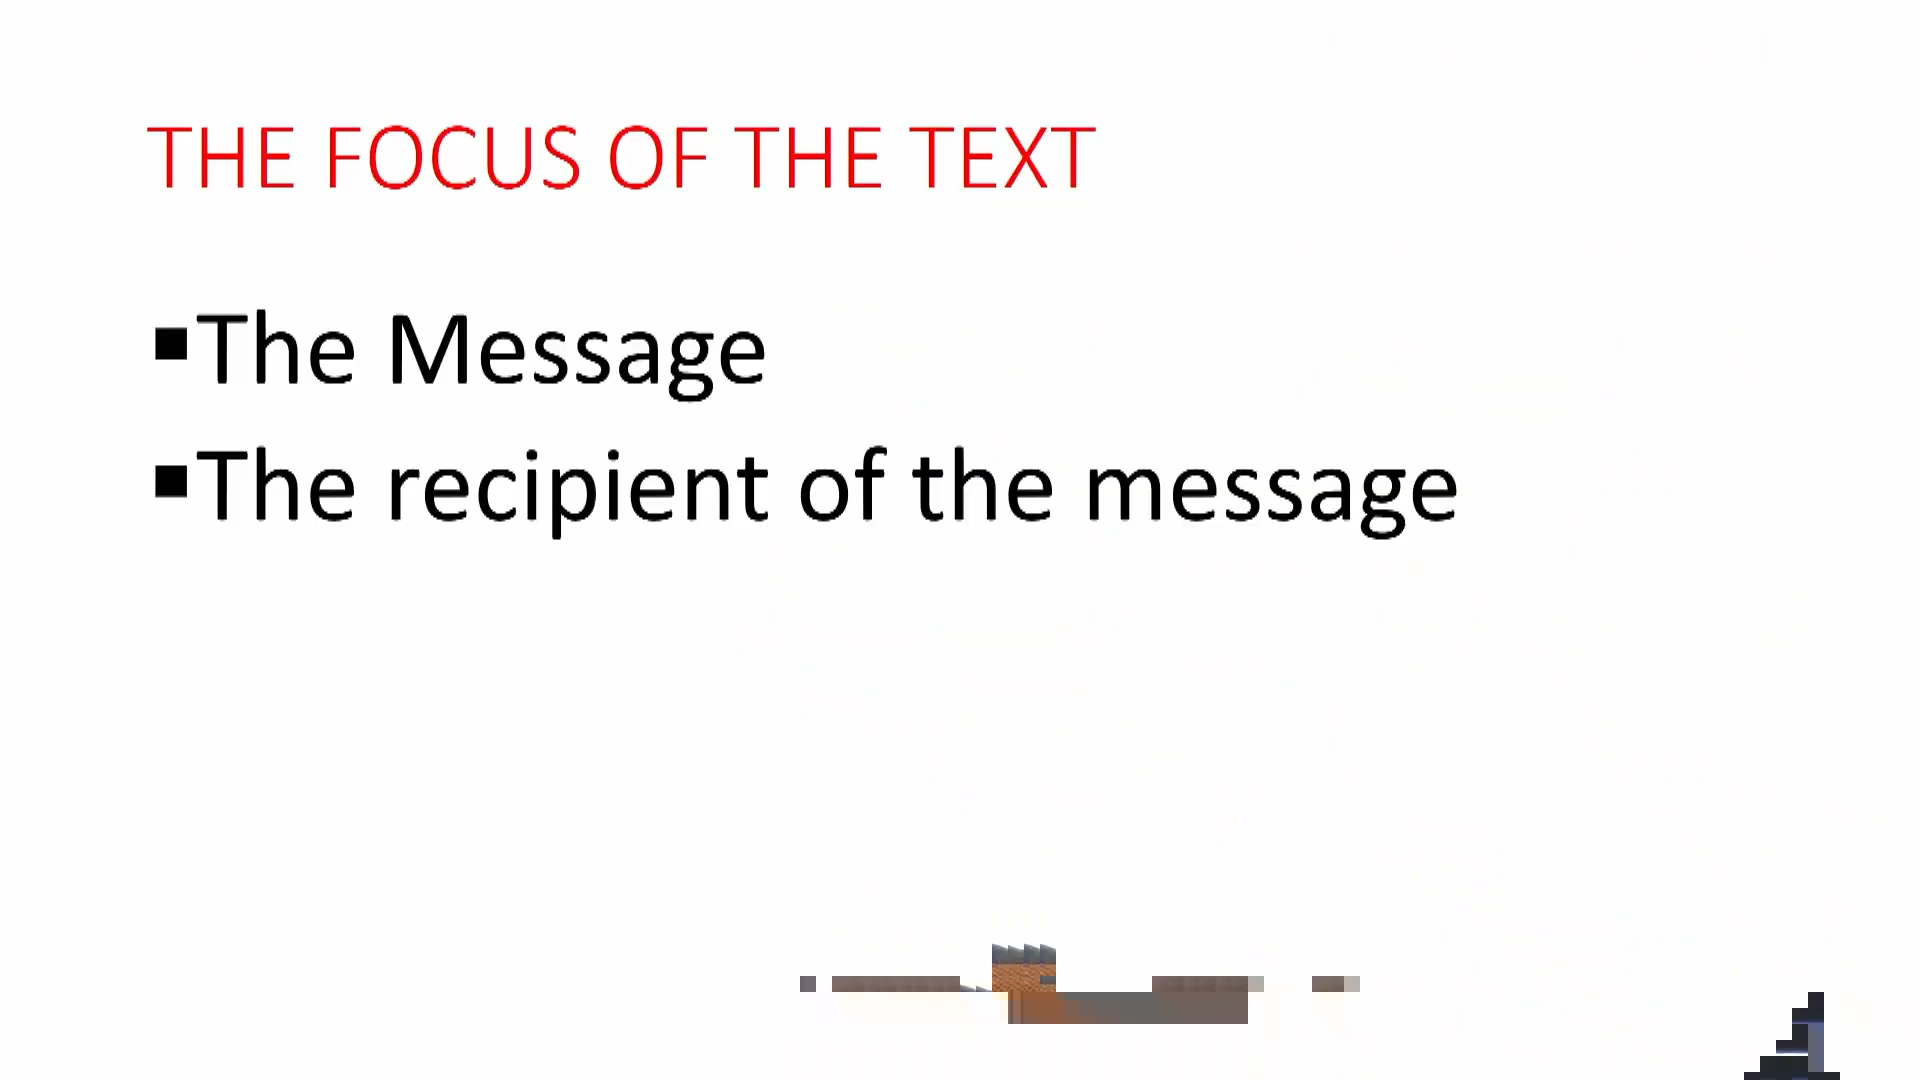 THE FOCUS OF THE TEXT
▪The Message
▪The recipient of the message